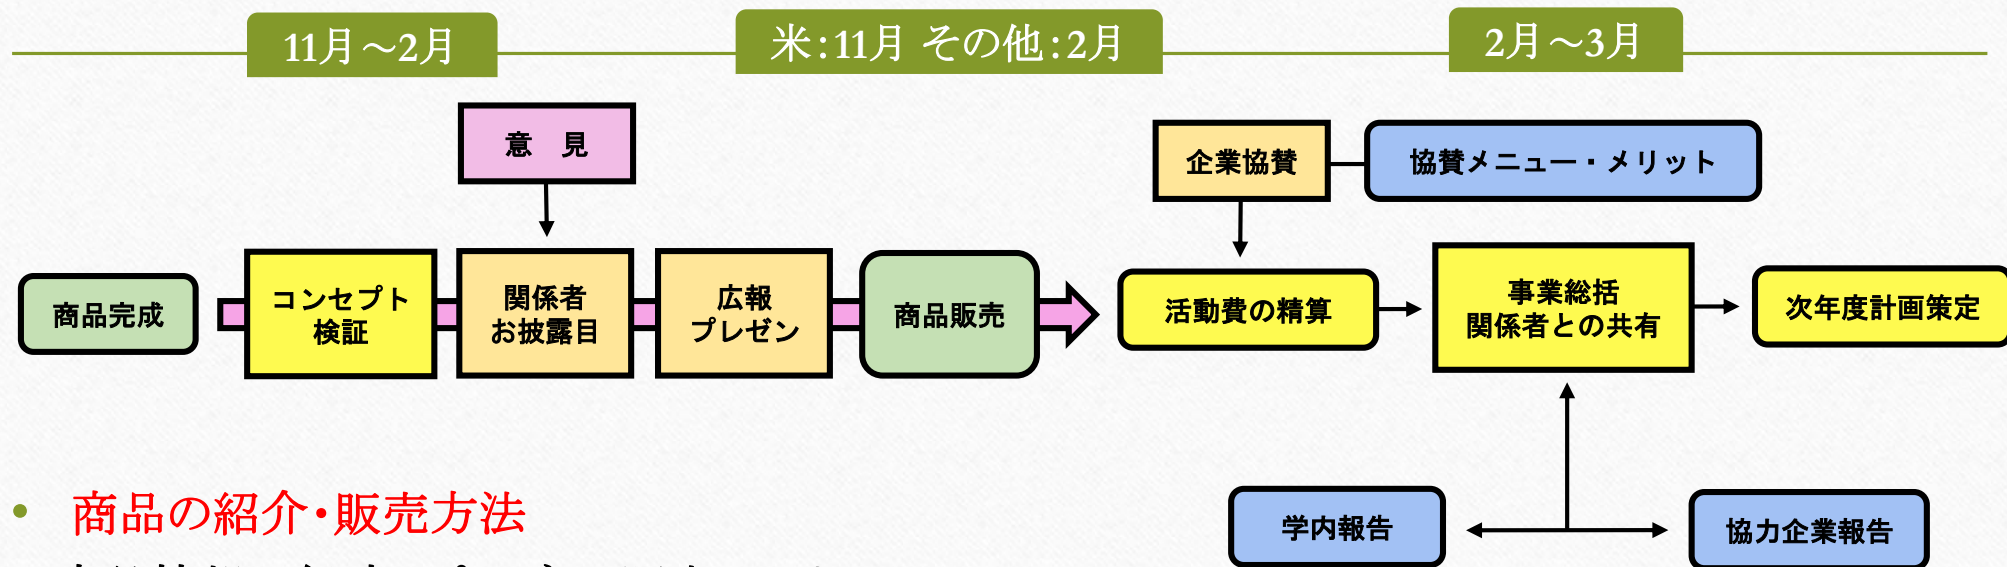 11月～2月
米：11月 その他：2月
2月～3月
意　見
企業協賛
協賛メニュー・メリット
商品完成
コンセプト
検証
関係者
お披露目
広報
プレゼン
商品販売
活動費の精算
事業総括
関係者との共有
次年度計画策定
学内報告
協力企業報告
• 商品の紹介・販売方法